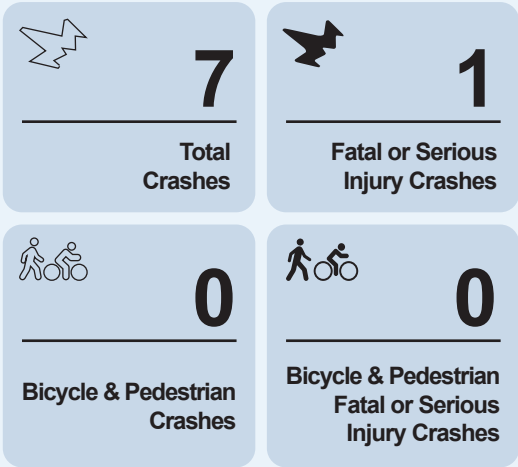 7
Total
Crashes
1
Fatal or Serious
Injury Crashes
0
Bicycle & Pedestrian
Crashes
0
Bicycle & Pedestrian
Fatal or Serious
Injury Crashes